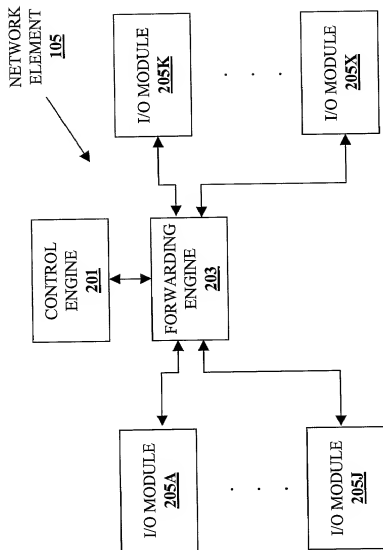 NETWORK
ELEMENT
105
CONTROL
ENGINE
201
FORWARDING
ENGINE
203
I/O MODULE
205A
I/O MODULE
205J
I/O MODULE
205K
I/O MODULE
205X